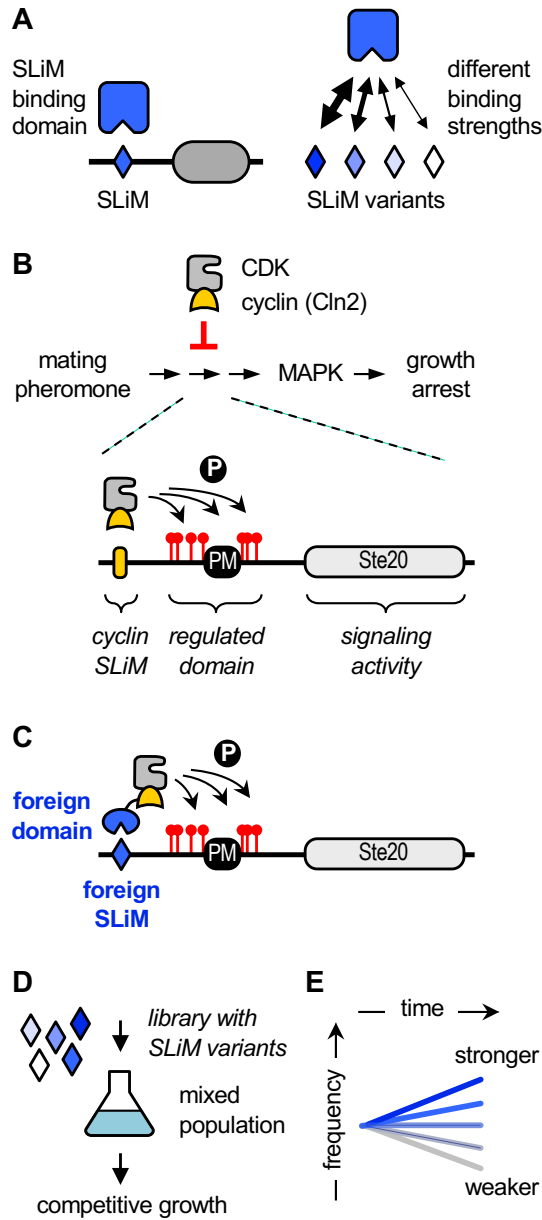 A
SLiM
binding
domain
SLiM
different
binding
strengths
SLiM variants
B
CDK
cyclin (Cln2)
mating
pheromone
MAPK
growth
arrest
P
PM
Ste20
cyclin
SLiM
regulated
domain
signaling
activity
C
P
foreign
domain
PM
Ste20
foreign
SLiM
D
library with
SLiM variants
mixed
population
competitive growth
E
time
frequency
stronger
weaker